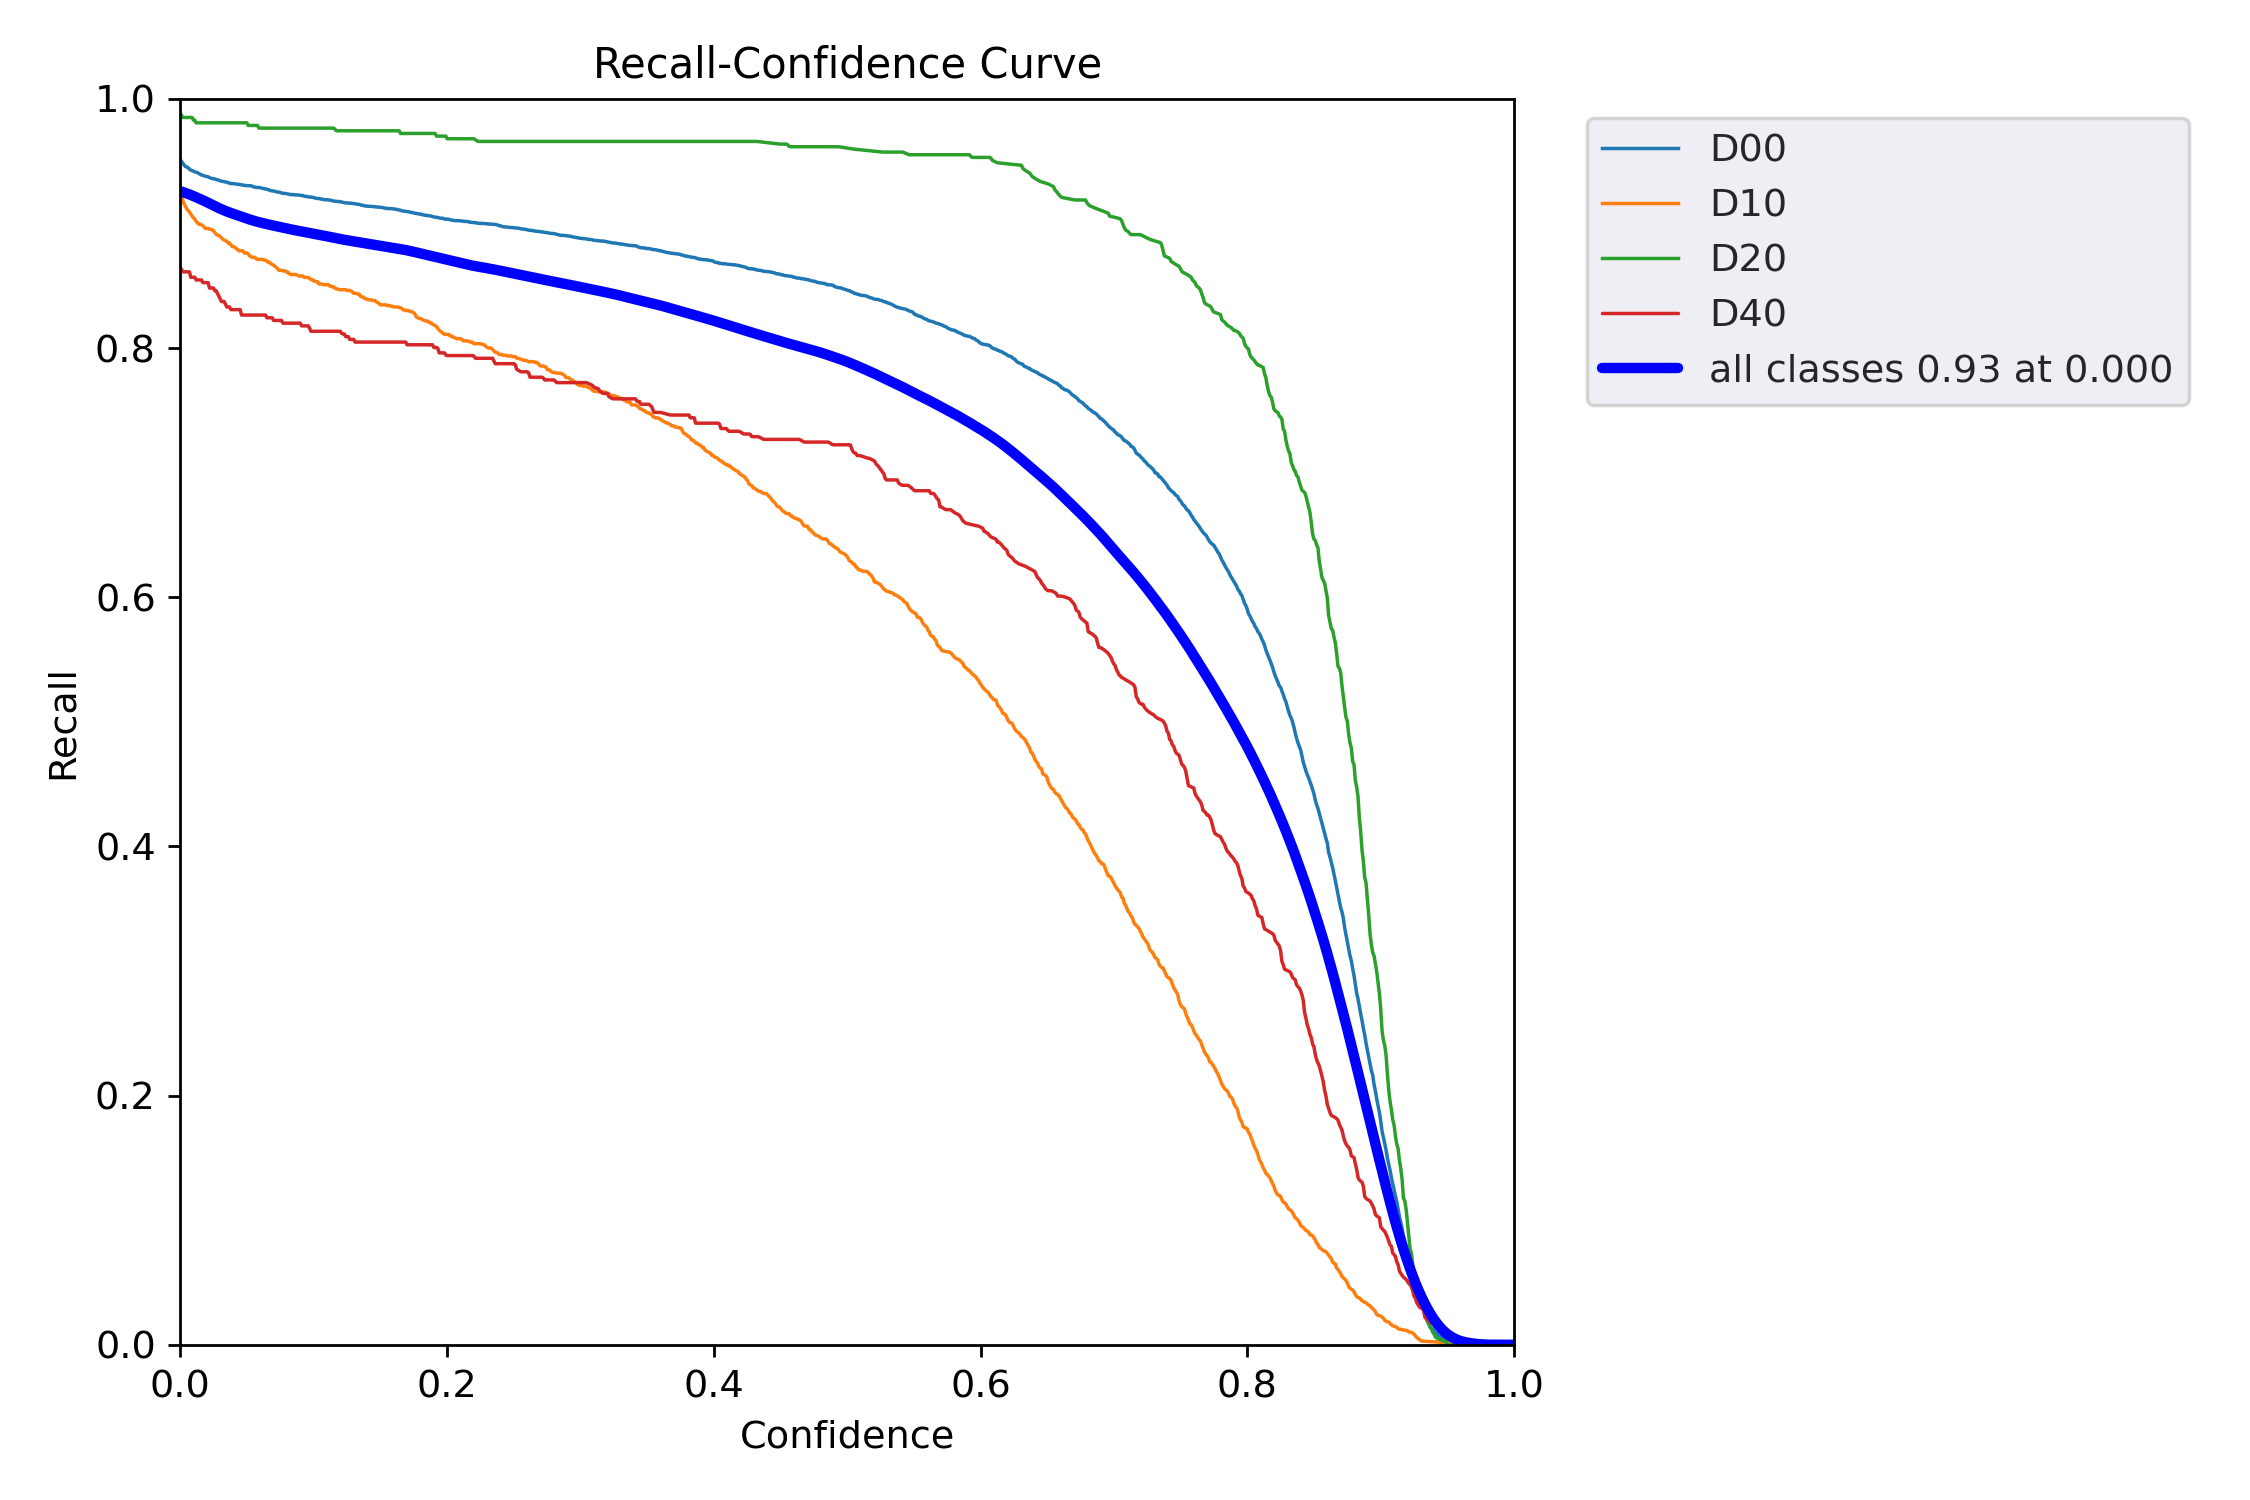 Recall-Confidence Curve
1.0
0.8
0.6
0.4
0.2
0.0
Recall
0.0 0.2 0.4 0.6 0.8 1.0
Confidence
D00
D10
D20
D40
all classes 0.93 at 0.000